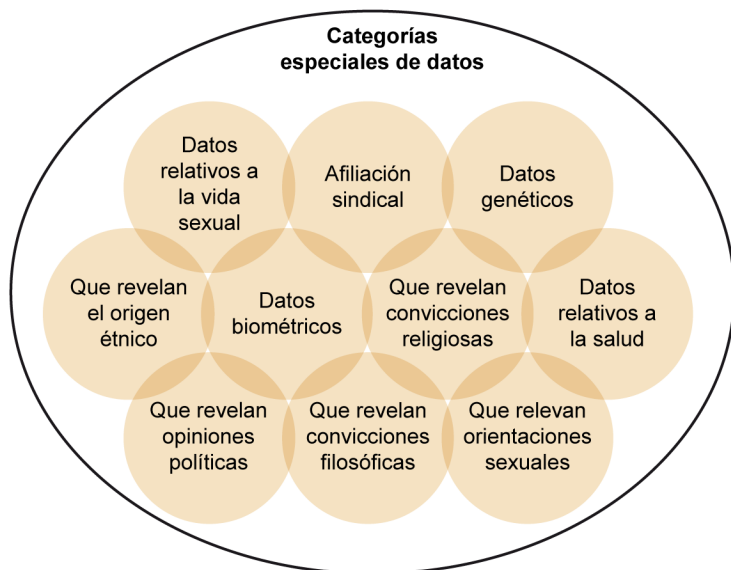 Categorías
especiales de datos
Datos
relativos a
la vida
sexual
Afiliación
sindical
Datos
genéticos
Que revelan
el origen
étnico
Datos
biométricos
Que revelan
convicciones
religiosas
Datos
relativos a
la salud
Que revelan
opiniones
políticas
Que revelan
convicciones
filosóficas
Que relevan
orientaciones
sexuales